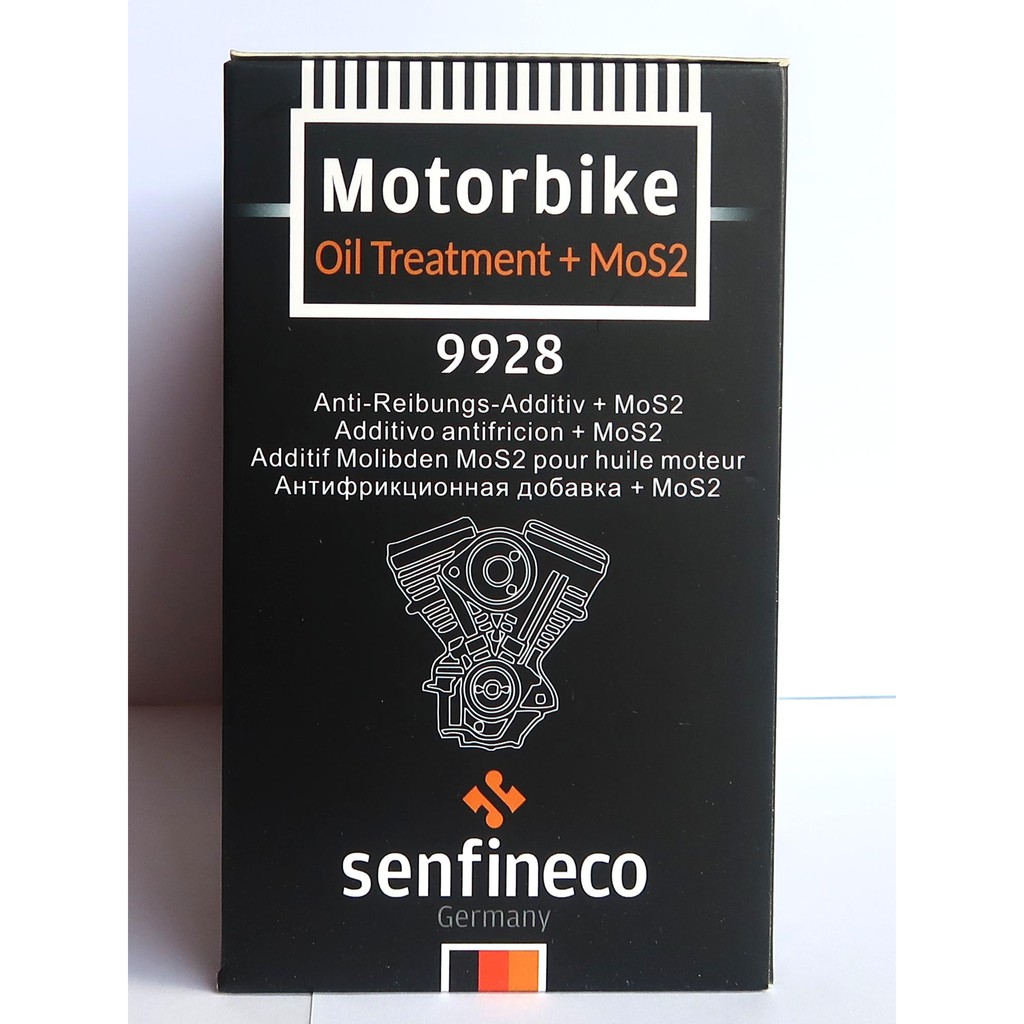 Motorbike
Oil Treatment + MoS2
9928
Anti-Reibungs-Additiv + MoS2
Additivo antifricion + MoS2
Additif Molibden MoS2 pour huile moteur
Антифрикционная добавка + MoS2
senfineco
Germany